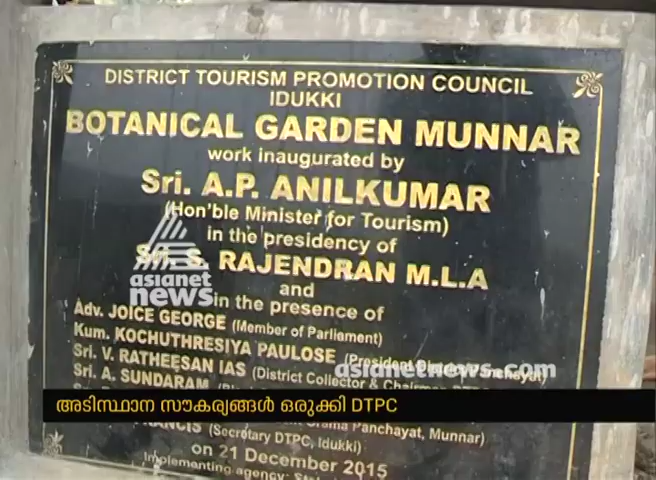 DISTRICT TOURISM PROMOTION COUNCIL
IDUKKI
BOTANICAL GARDEN MUNNAR
work inaugurated by
Sri. A.P. ANILKUMAR
(Hon'ble Minister for Tourism)
in the presidency of
Sri. S. RAJENDRAN M.L.A
and
in the presence of
Adv. JOICE GEORGE (Member of Parliament)
Kum. KOCHUTHRESIYA PAULOSE (President District Panchayat)
Sri. V. RATHEESAN IAS (District Collector & Chairman
Sri. A. SUNDARAM
Grama Panchayat, Munnar)
(Secretary DTPC, Idukki)
on 21 December 2015
Implementing agency:
asianet
news
asianetnews.com
അടിസ്ഥാന സൗകര്യങ്ങൾ ഒരുക്കി DTPC